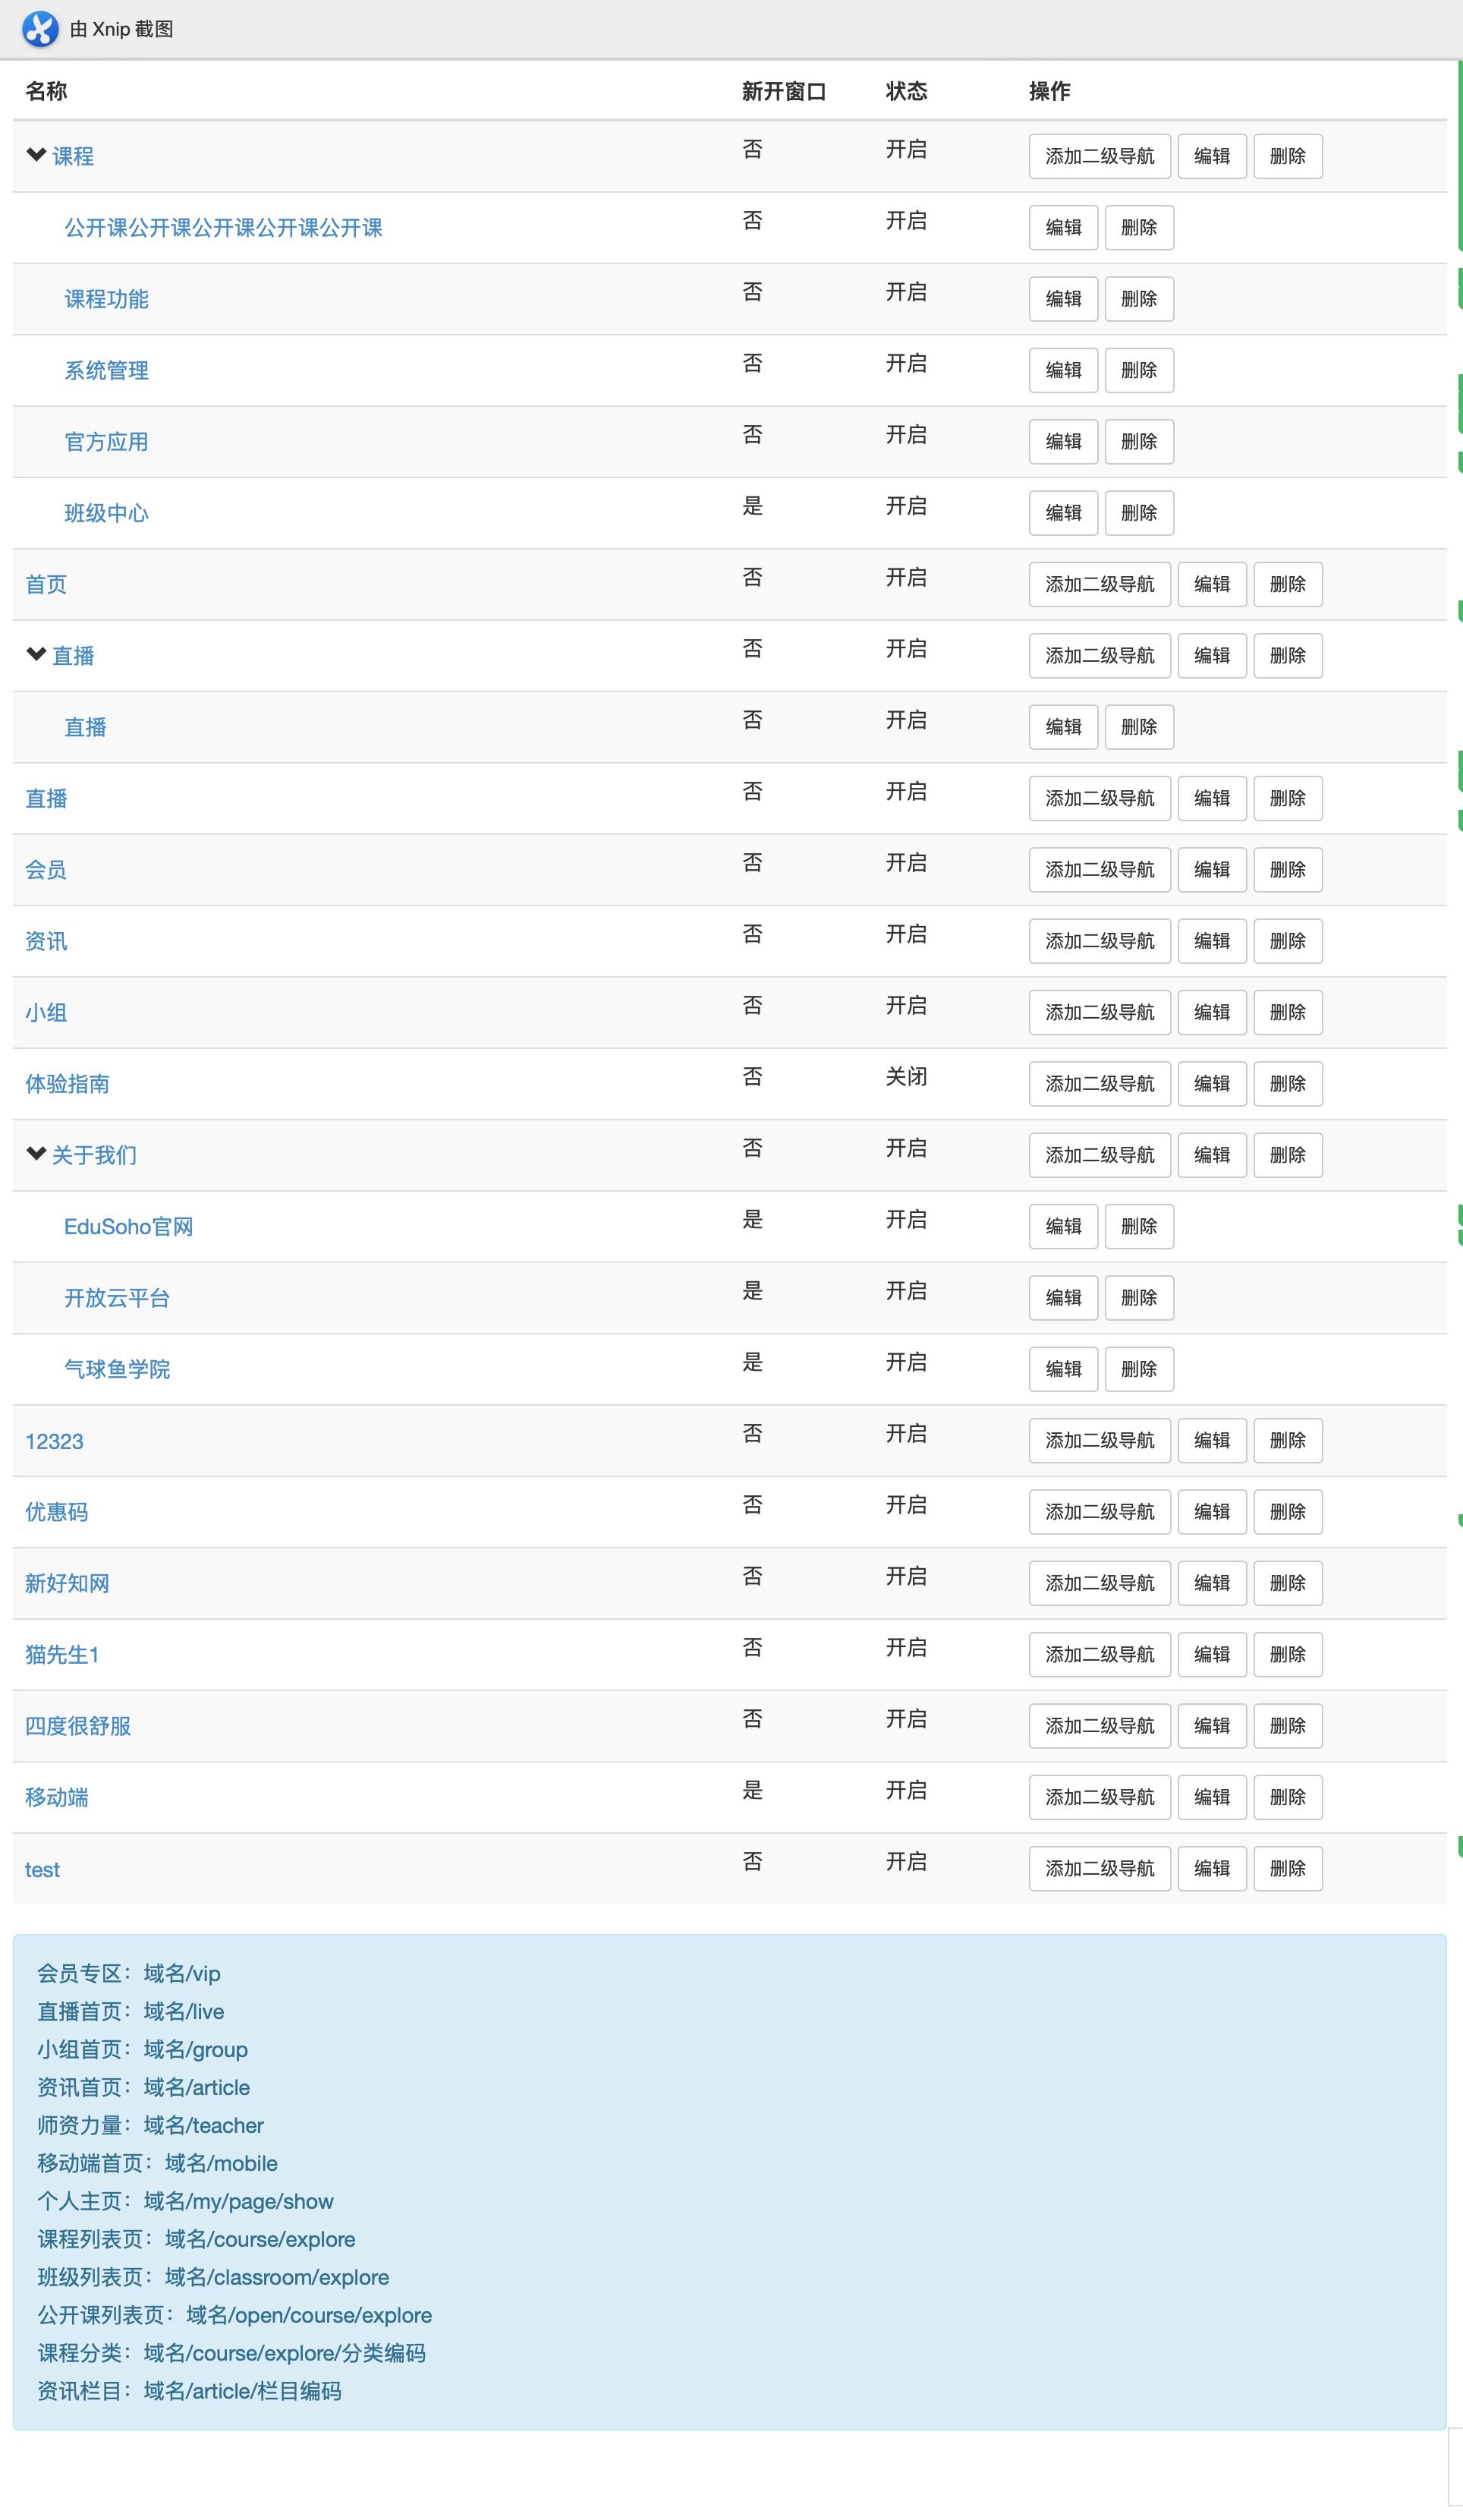 由 Xnip 截图
名称 新开窗口 状态 操作
课程 否 开启 添加二级导航 编辑 删除
公开课公开课公开课公开课公开课 否 开启 编辑 删除
课程功能 否 开启 编辑 删除
系统管理 否 开启 编辑 删除
官方应用 否 开启 编辑 删除
班级中心 是 开启 编辑 删除
首页 否 开启 添加二级导航 编辑 删除
直播 否 开启 添加二级导航 编辑 删除
直播 否 开启 编辑 删除
直播 否 开启 添加二级导航 编辑 删除
会员 否 开启 添加二级导航 编辑 删除
资讯 否 开启 添加二级导航 编辑 删除
小组 否 开启 添加二级导航 编辑 删除
体验指南 否 关闭 添加二级导航 编辑 删除
关于我们 否 开启 添加二级导航 编辑 删除
EduSoho官网 是 开启 编辑 删除
开放云平台 是 开启 编辑 删除
气球鱼学院 是 开启 编辑 删除
12323 否 开启 添加二级导航 编辑 删除
优惠码 否 开启 添加二级导航 编辑 删除
新好知网 否 开启 添加二级导航 编辑 删除
猫先生1 否 开启 添加二级导航 编辑 删除
四度很舒服 否 开启 添加二级导航 编辑 删除
移动端 是 开启 添加二级导航 编辑 删除
test 否 开启 添加二级导航 编辑 删除
会员专区：域名/vip
直播首页：域名/live
小组首页：域名/group
资讯首页：域名/article
师资力量：域名/teacher
移动端首页：域名/mobile
个人主页：域名/my/page/show
课程列表页：域名/course/explore
班级列表页：域名/classroom/explore
公开课列表页：域名/open/course/explore
课程分类：域名/course/explore/分类编码
资讯栏目：域名/article/栏目编码